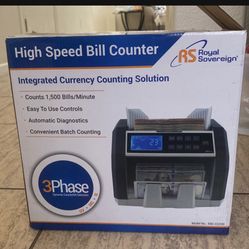 High Speed Bill Counter
RS Royal
Sovereign®
Integrated Currency Counting Solution
• Counts 1,500 Bills/Minute
• Easy To Use Controls
• Automatic Diagnostics
• Convenient Batch Counting
23
3Phase